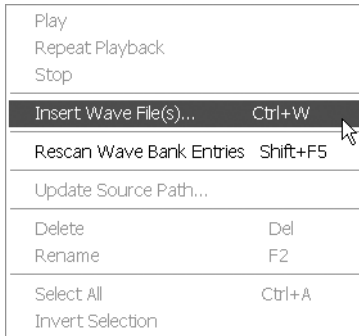 Play
Repeat Playback
Stop
Insert Wave File(s)... Ctrl+W
Rescan Wave Bank Entries Shift+F5
Update Source Path...
Delete Del
Rename F2
Select All Ctrl+A
Invert Selection